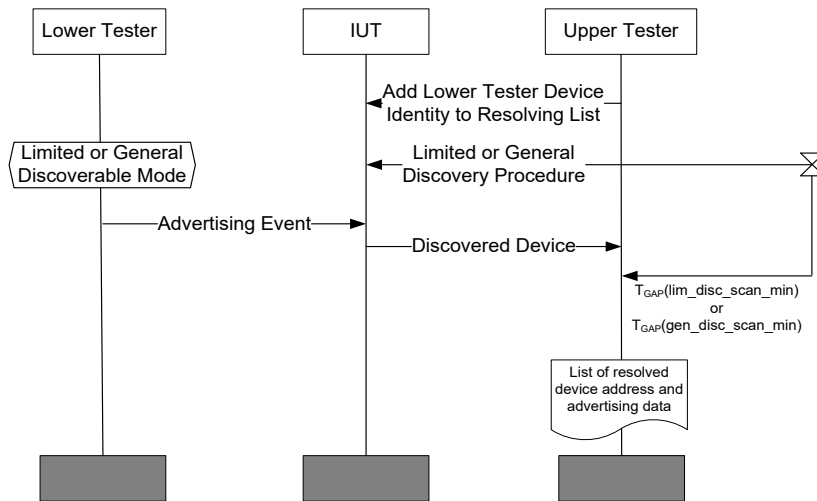 Lower Tester
IUT
Upper Tester
Add Lower Tester Device
Identity to Resolving List
Limited or General
Discoverable Mode
Limited or General
Discovery Procedure
Advertising Event
Discovered Device
TGAP(lim_disc_scan_min)
or
TGAP(gen_disc_scan_min)
List of resolved
device address and
advertising data